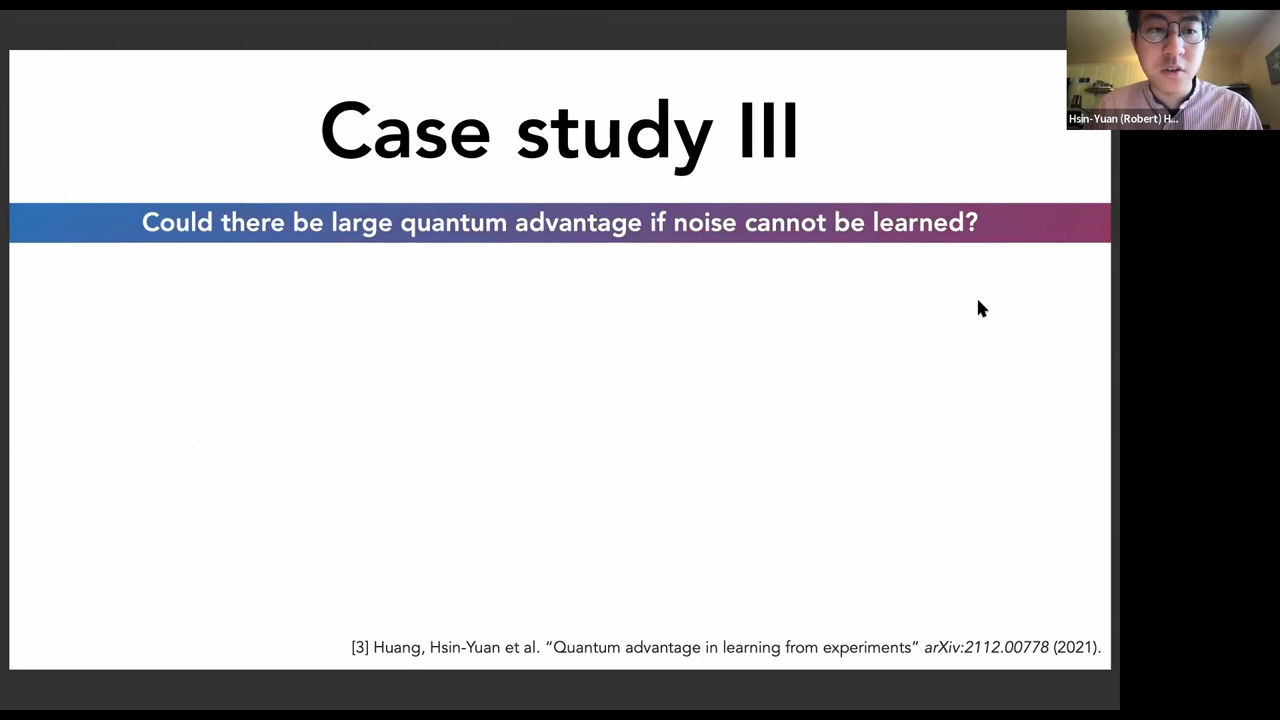 Case study III
Could there be large quantum advantage if noise cannot be learned?
[3] Huang, Hsin-Yuan et al. “Quantum advantage in learning from experiments” arXiv:2112.00778 (2021).
Hsin-Yuan (Robert) H...